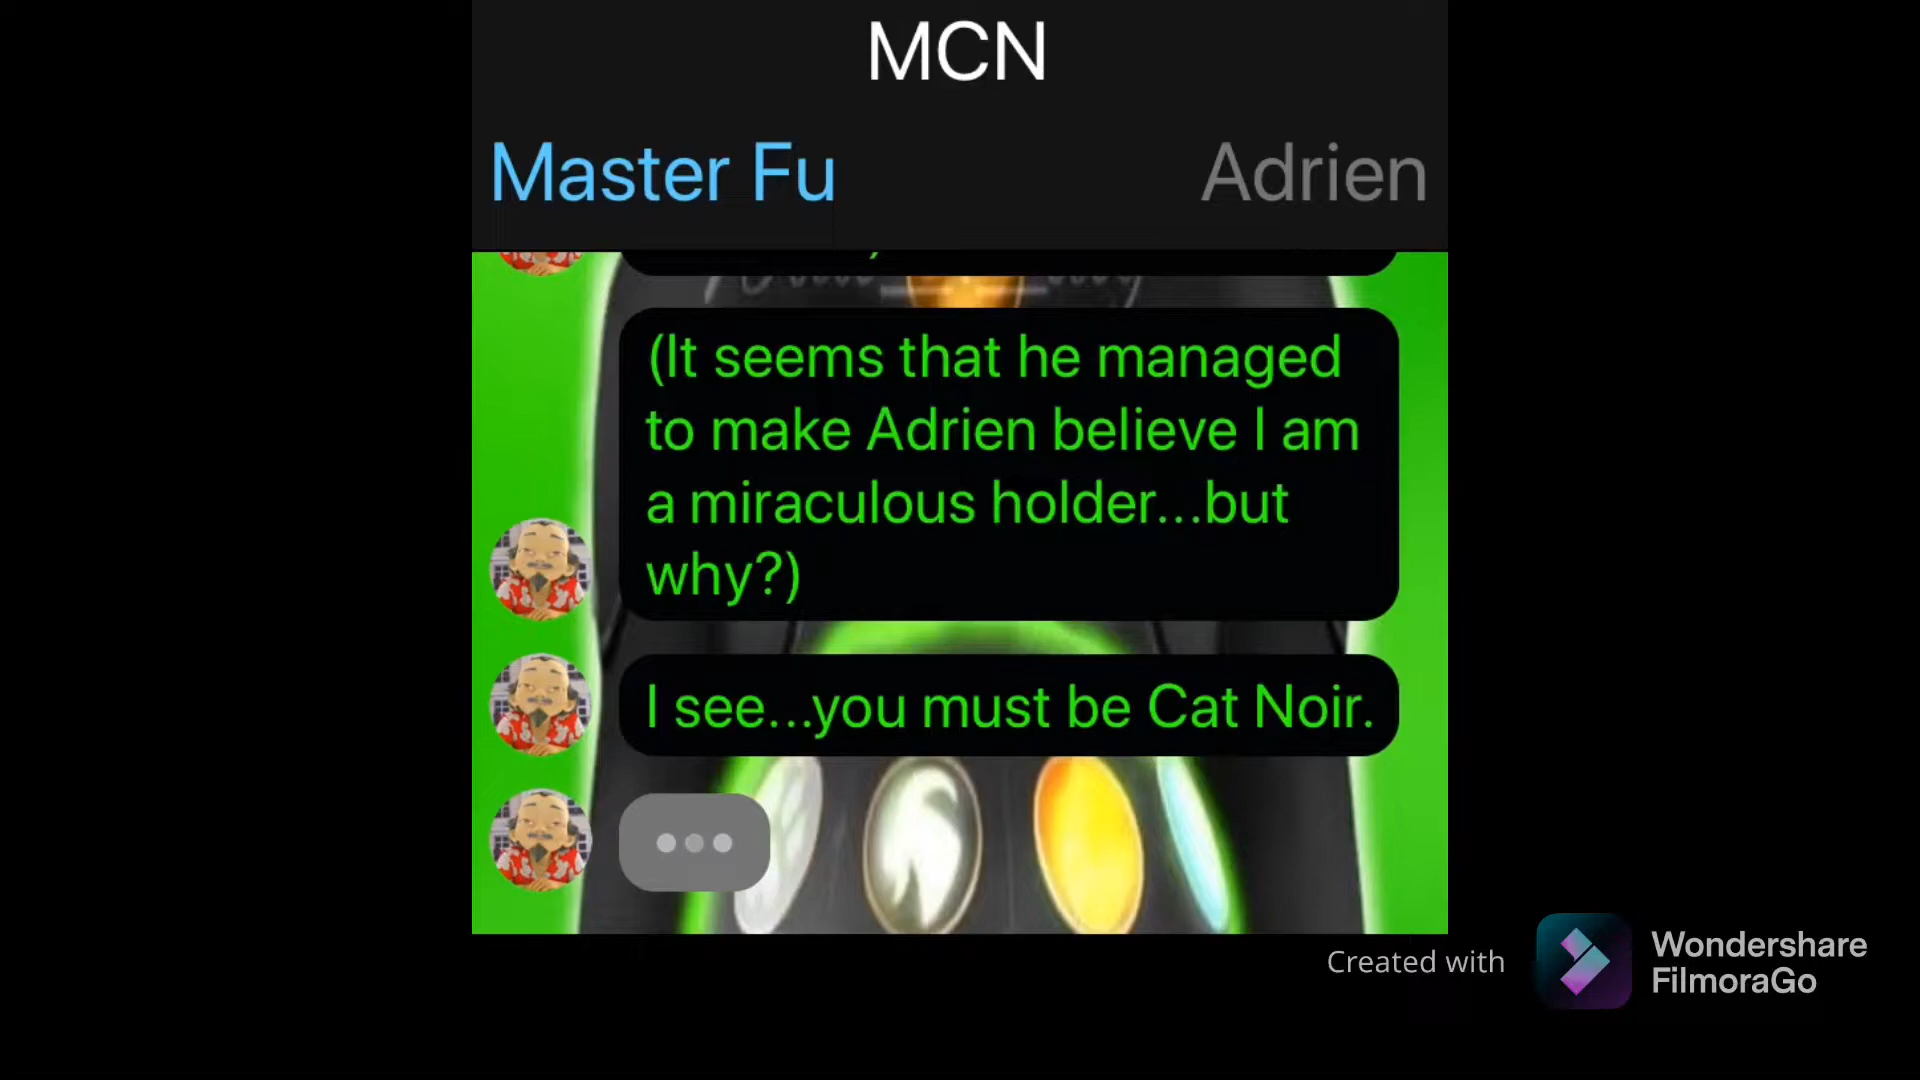 MCN
Master Fu
Adrien
(It seems that he managed
to make Adrien believe I am
a miraculous holder...but
why?)
I see...you must be Cat Noir.
Created with
Wondershare
FilmoraGo